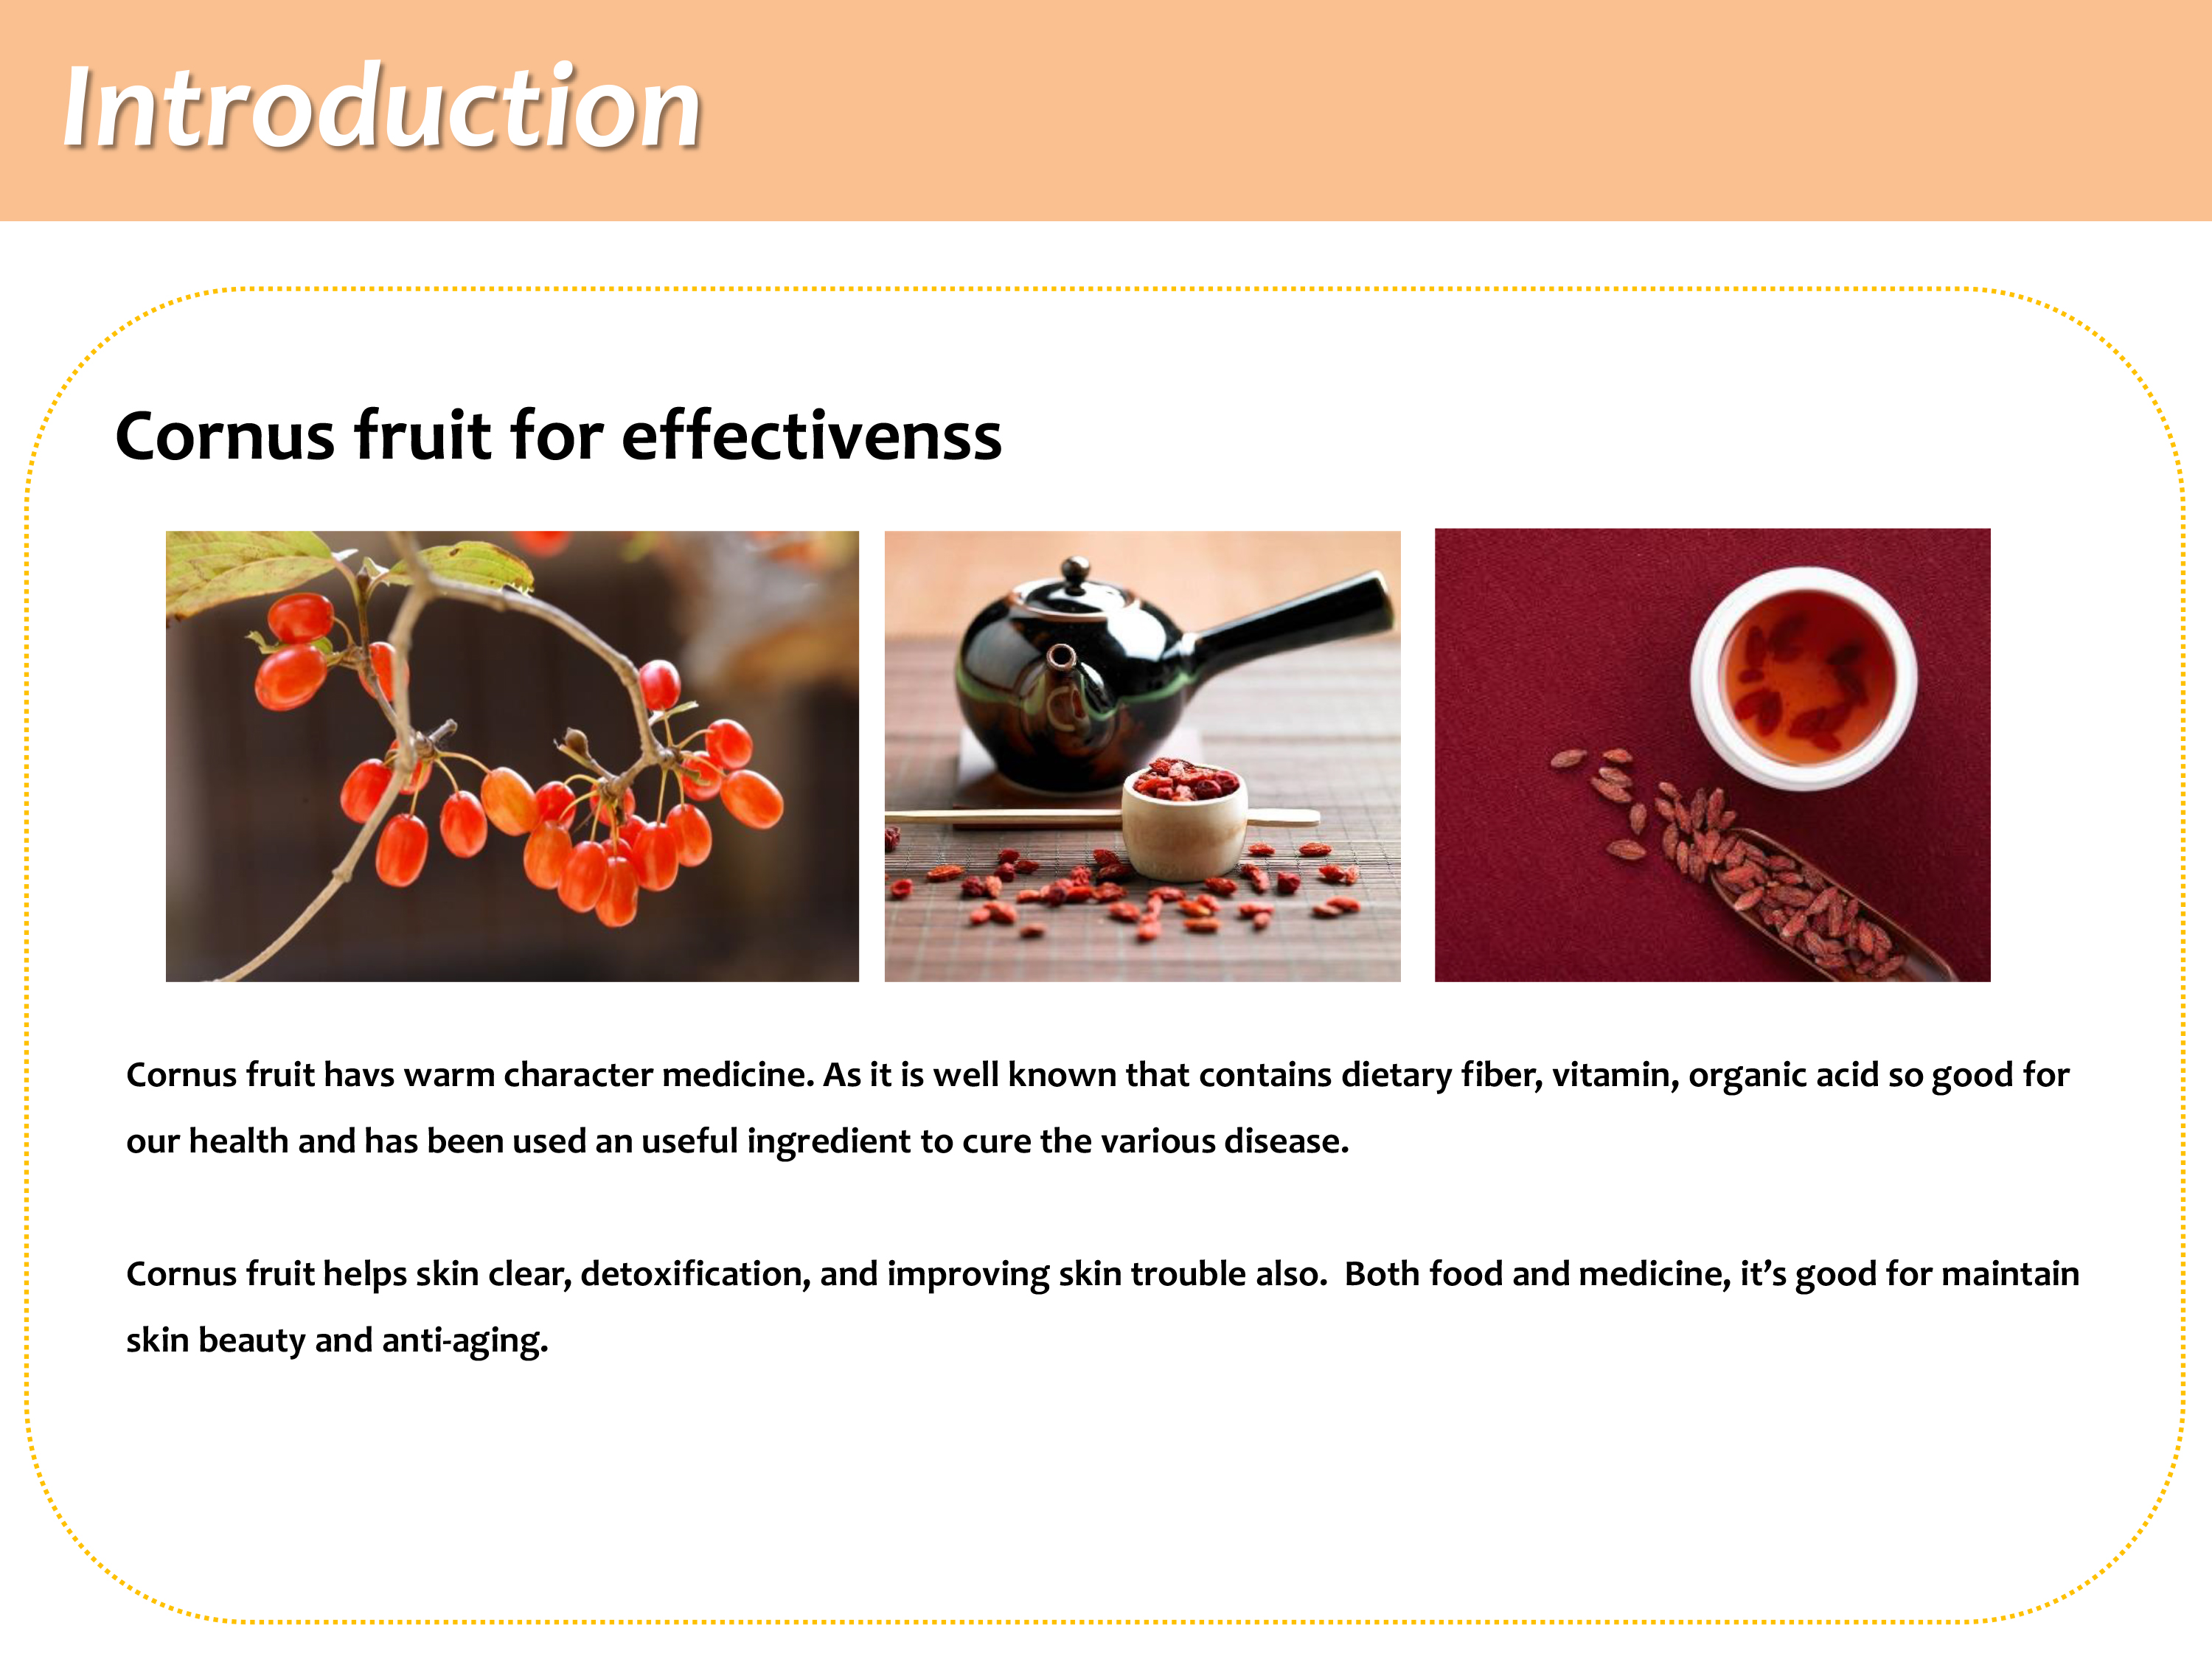 Introduction
Cornus fruit for effectivenss
Cornus fruit havs warm character medicine. As it is well known that contains dietary fiber, vitamin, organic acid so good for
our health and has been used an useful ingredient to cure the various disease.
Cornus fruit helps skin clear, detoxification, and improving skin trouble also.  Both food and medicine, it’s good for maintain
skin beauty and anti-aging.